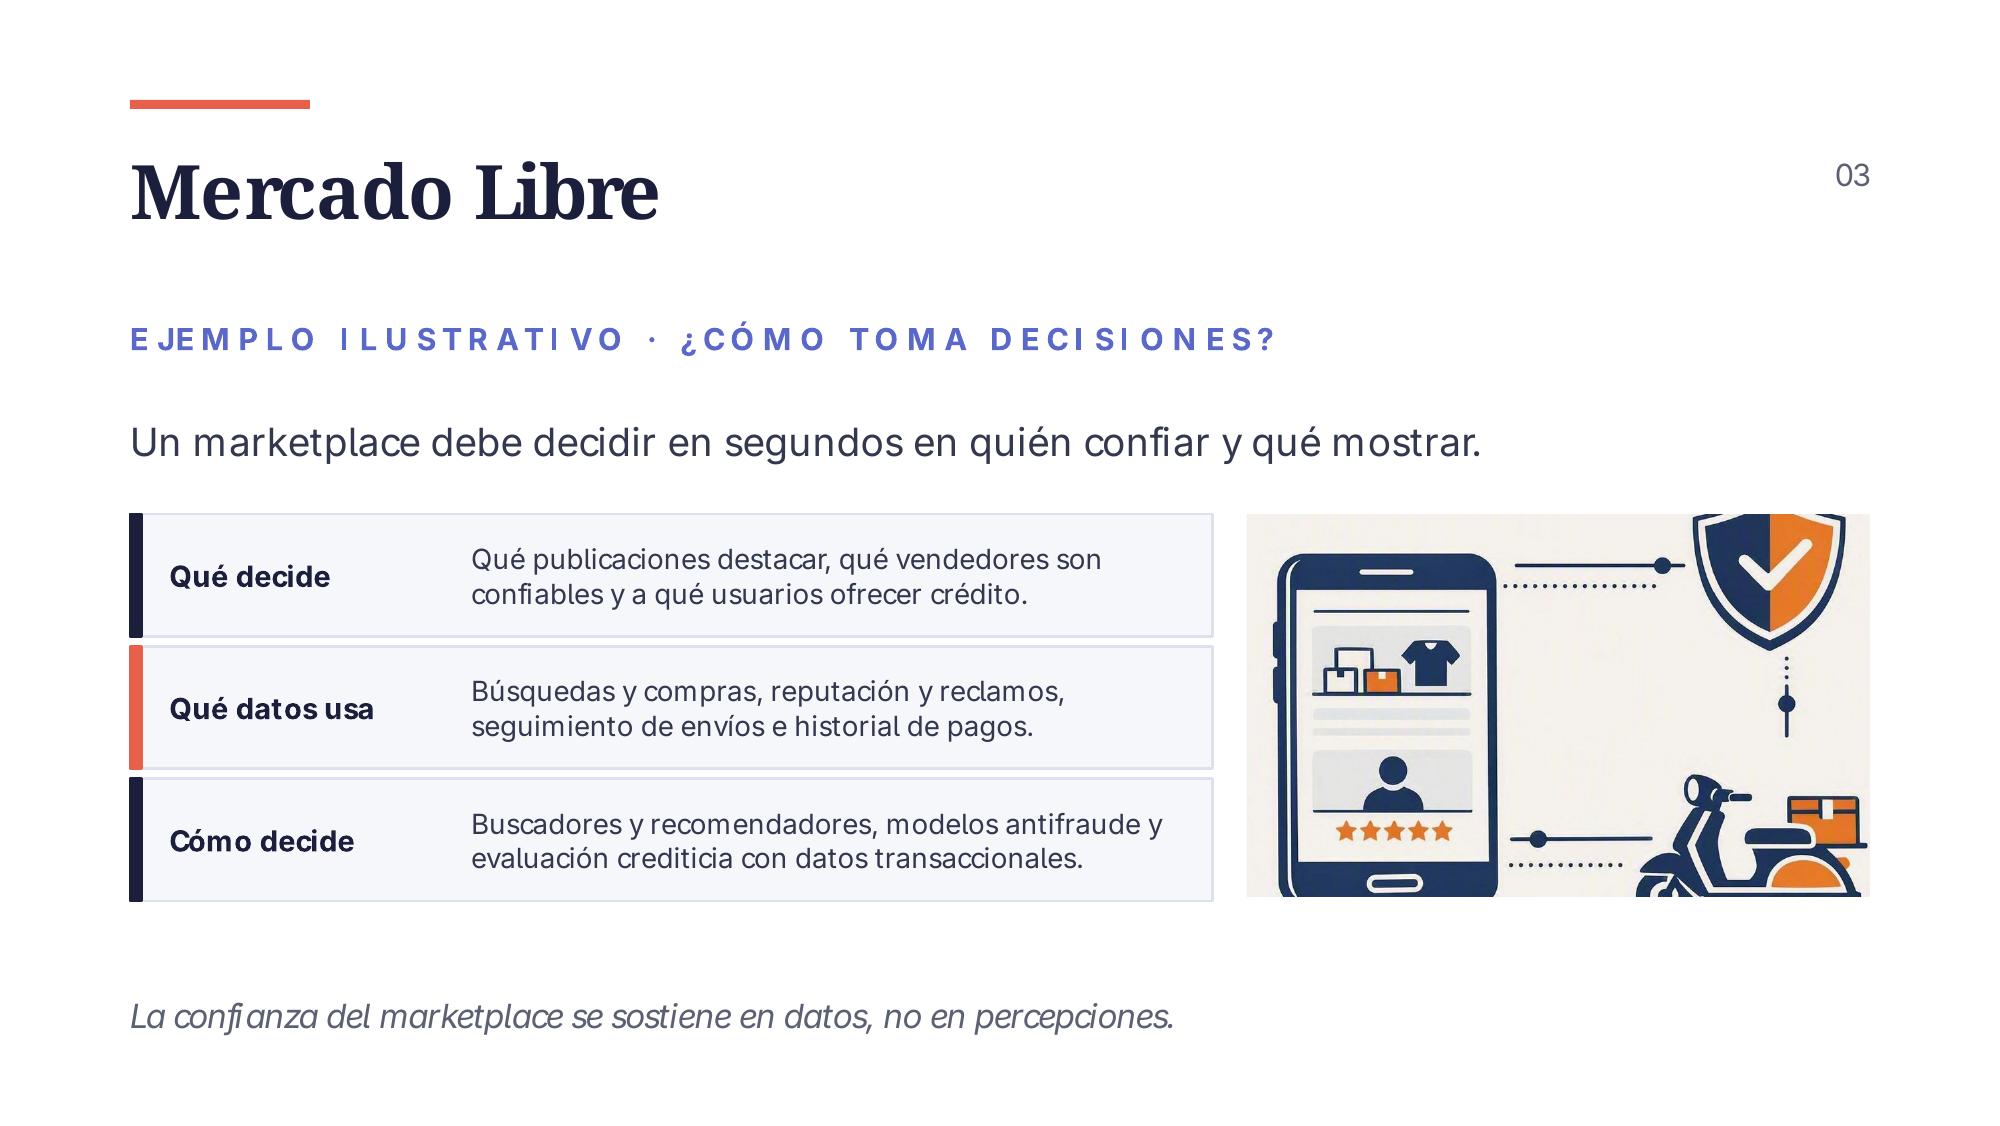 Mercado Libre
03
EJEMPLO ILUSTRATIVO · ¿CÓMO TOMA DECISIONES?
Un marketplace debe decidir en segundos en quién confiar y qué mostrar.
Qué decide
Qué publicaciones destacar, qué vendedores son
confiables y a qué usuarios ofrecer crédito.
Qué datos usa
Búsquedas y compras, reputación y reclamos,
seguimiento de envíos e historial de pagos.
Cómo decide
Buscadores y recomendadores, modelos antifraude y
evaluación crediticia con datos transaccionales.
La confianza del marketplace se sostiene en datos, no en percepciones.